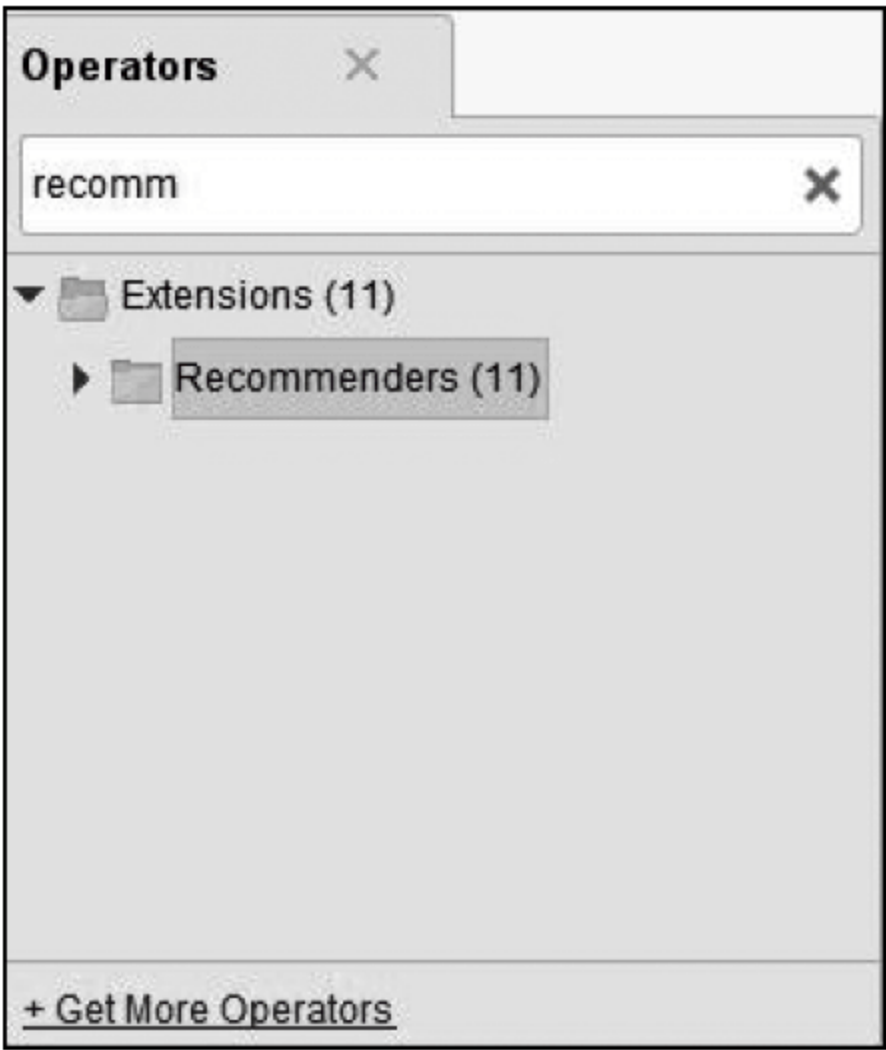 Operators
recomm
Extensions (11)
Recommenders (11)
+ Get More Operators